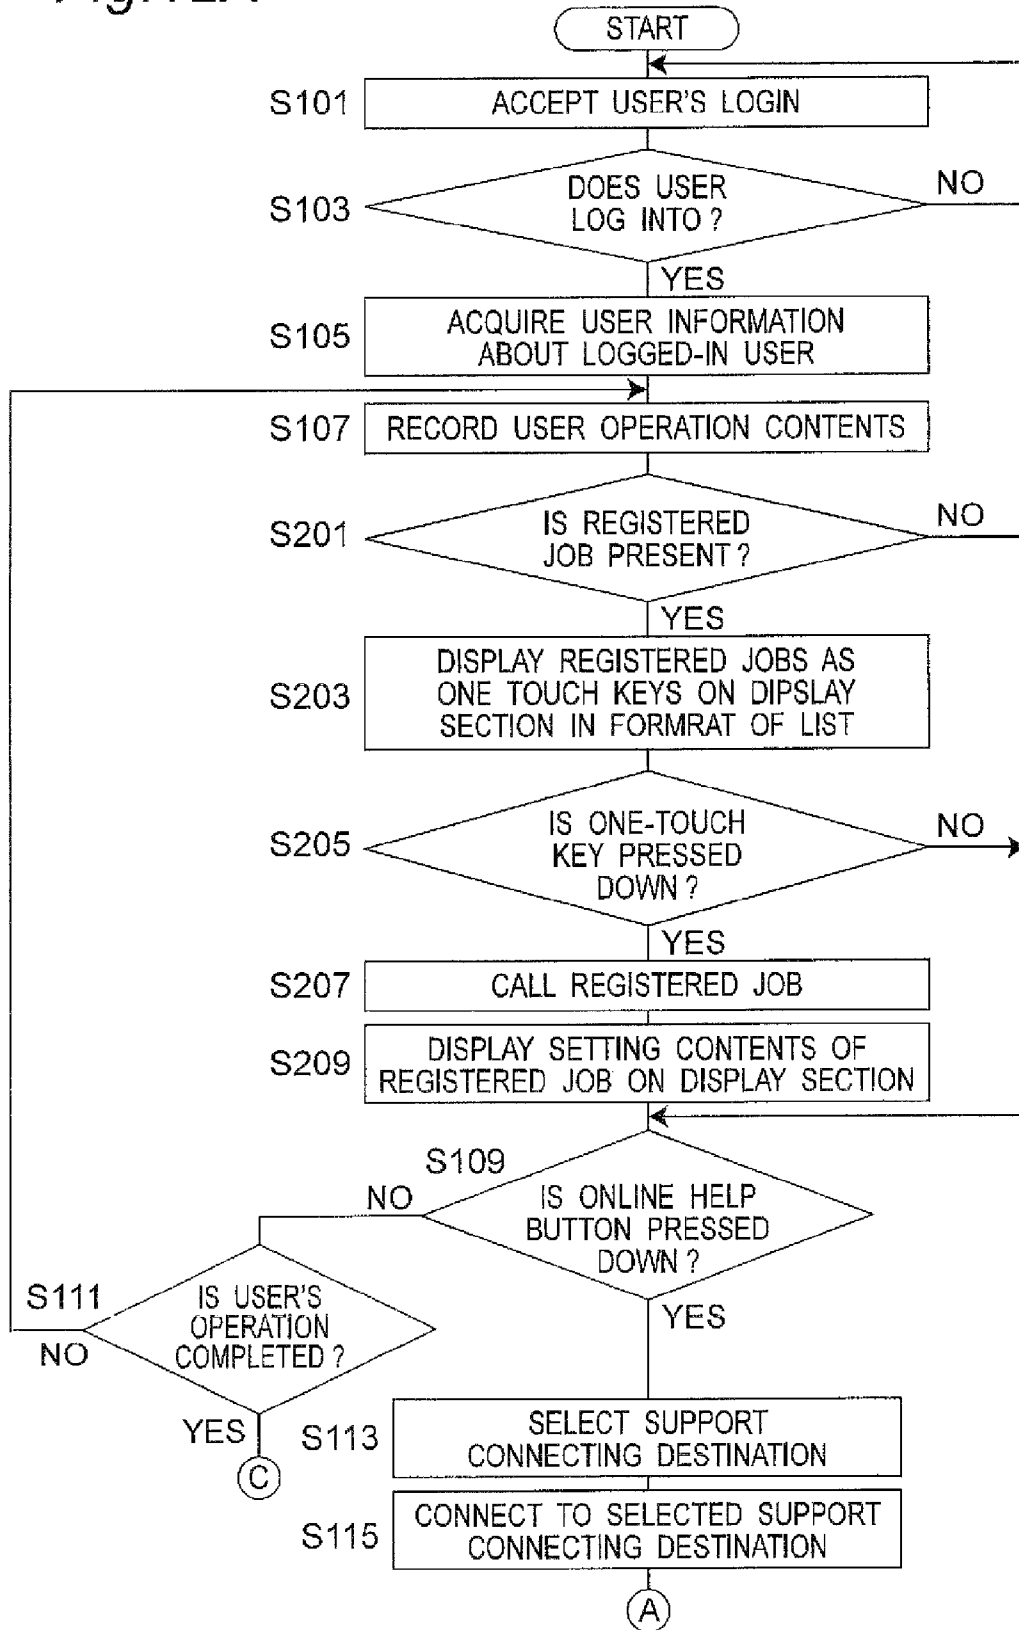 START
S101
ACCEPT USER'S LOGIN
S103
DOES USER
LOG INTO ?
NO
YES
S105
ACQUIRE USER INFORMATION
ABOUT LOGGED-IN USER
S107
RECORD USER OPERATION CONTENTS
S201
IS REGISTERED
JOB PRESENT ?
NO
YES
S203
DISPLAY REGISTERED JOBS AS
ONE TOUCH KEYS ON DIPSLAY
SECTION IN FORMRAT OF LIST
S205
IS ONE-TOUCH
KEY PRESSED
DOWN ?
NO
YES
S207
CALL REGISTERED JOB
S209
DISPLAY SETTING CONTENTS OF
REGISTERED JOB ON DISPLAY SECTION
S109
NO
IS ONLINE HELP
BUTTON PRESSED
DOWN ?
YES
S111
IS USER'S
OPERATION
COMPLETED ?
NO
YES
C
S113
SELECT SUPPORT
CONNECTING DESTINATION
S115
CONNECT TO SELECTED SUPPORT
CONNECTING DESTINATION
A